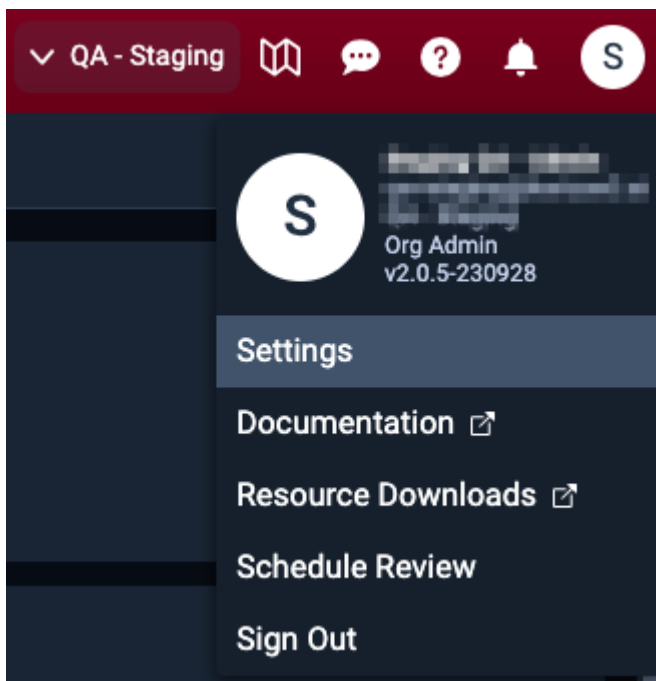 QA - Staging
S
S
Org Admin
v2.0.5-230928
Settings
Documentation
Resource Downloads
Schedule Review
Sign Out